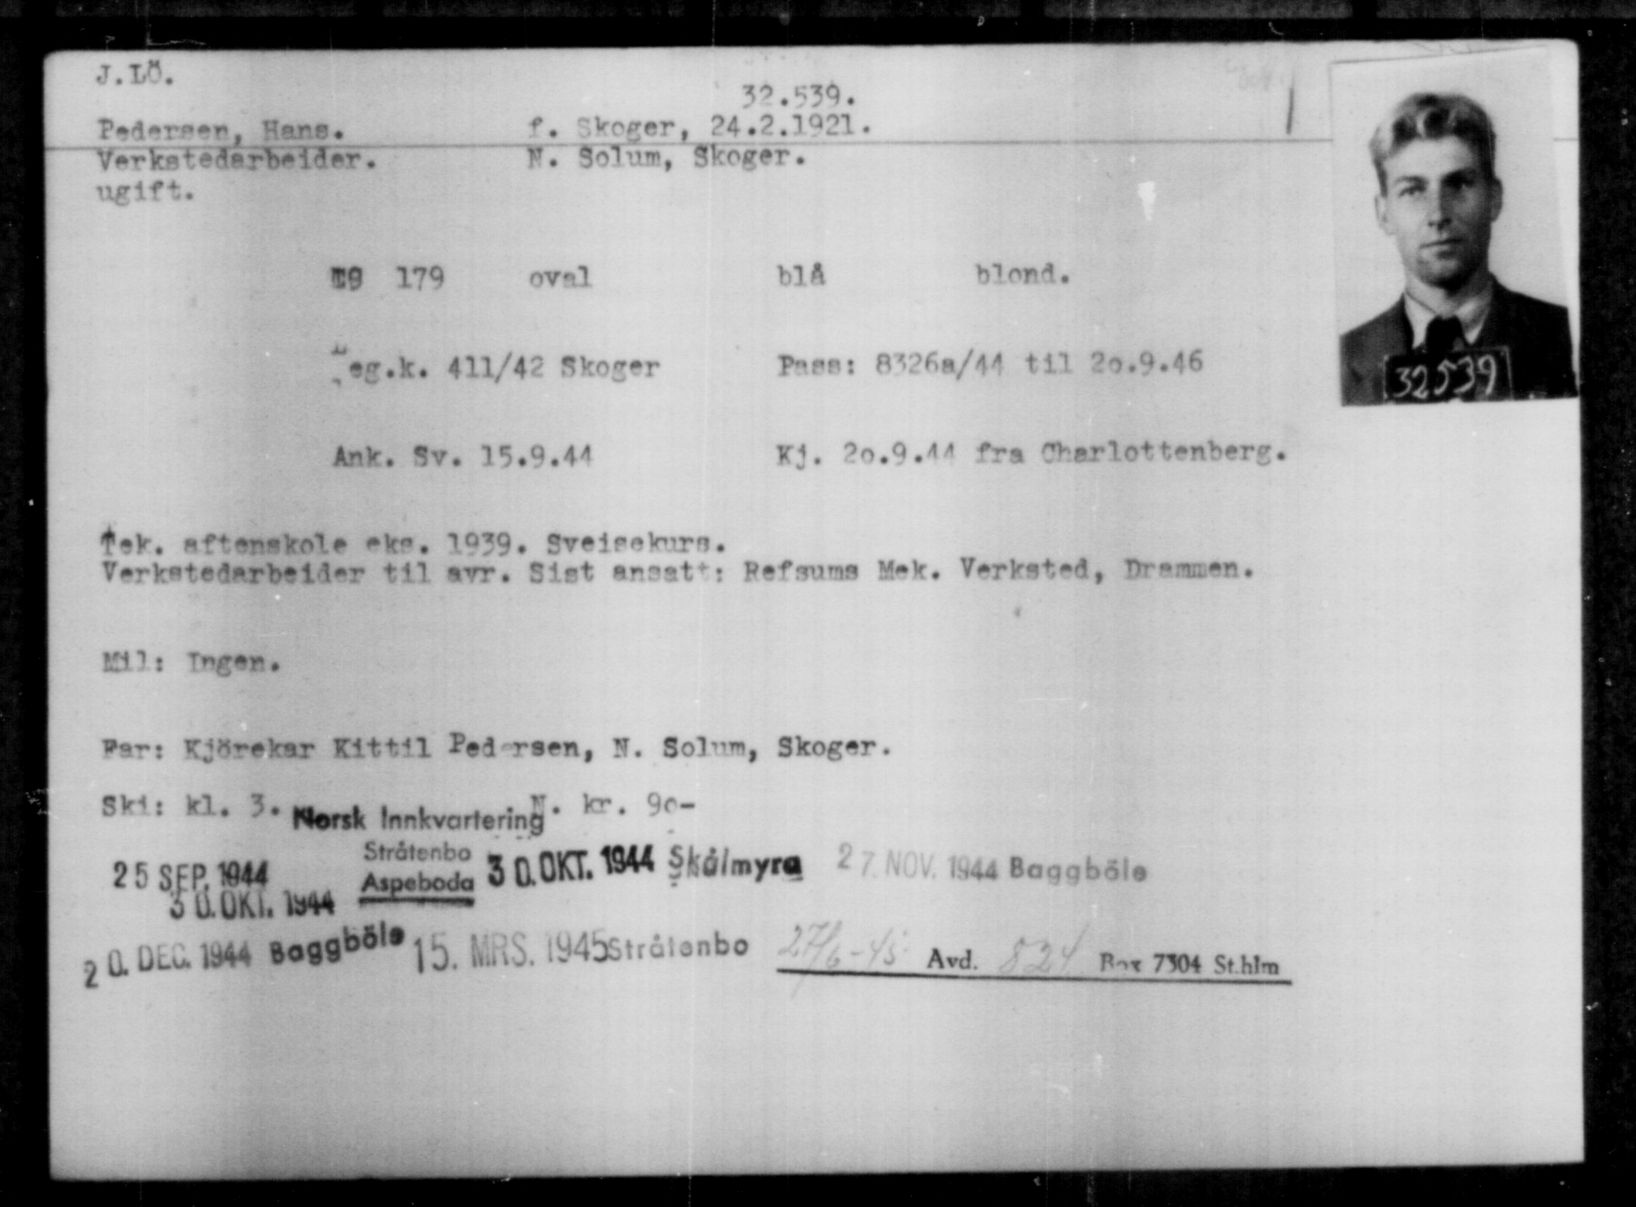 J.LÖ.
32.539.
Pedersen, Hans. f. Skoger, 24.2.1921.
Verkstedarbeider. N. Solum, Skoger.
ugift.
179 oval blå blond.
32539
Leg.k. 411/42 Skoger Pass: 8326a/44 til 2o.9.46
Ank. Sv. 15.9.44 Kj. 2o.9.44 fra Charlottenberg.
Tek. aftenskole eks. 1939. Sveisekurs.
Verkstedarbeider til avr. Sist ansatt: Refsums Mek. Verksted, Drammen.
Mil: Ingen.
Far: Kjörekar Kittil Pedersen, N. Solum, Skoger.
Ski: kl. 3. Norsk Innkvartering N. kr. 9o-
25 SEP. 1944 Stråtenbo Aspeboda 30. OKT. 1944 Skålmyra 27. NOV. 1944 Baggböle
30. OKT. 1944
20. DEC. 1944 Baggböle 15. MRS. 1945 Stråtenbo 27/6-45 Avd. 824 Box 7304 St.hlm